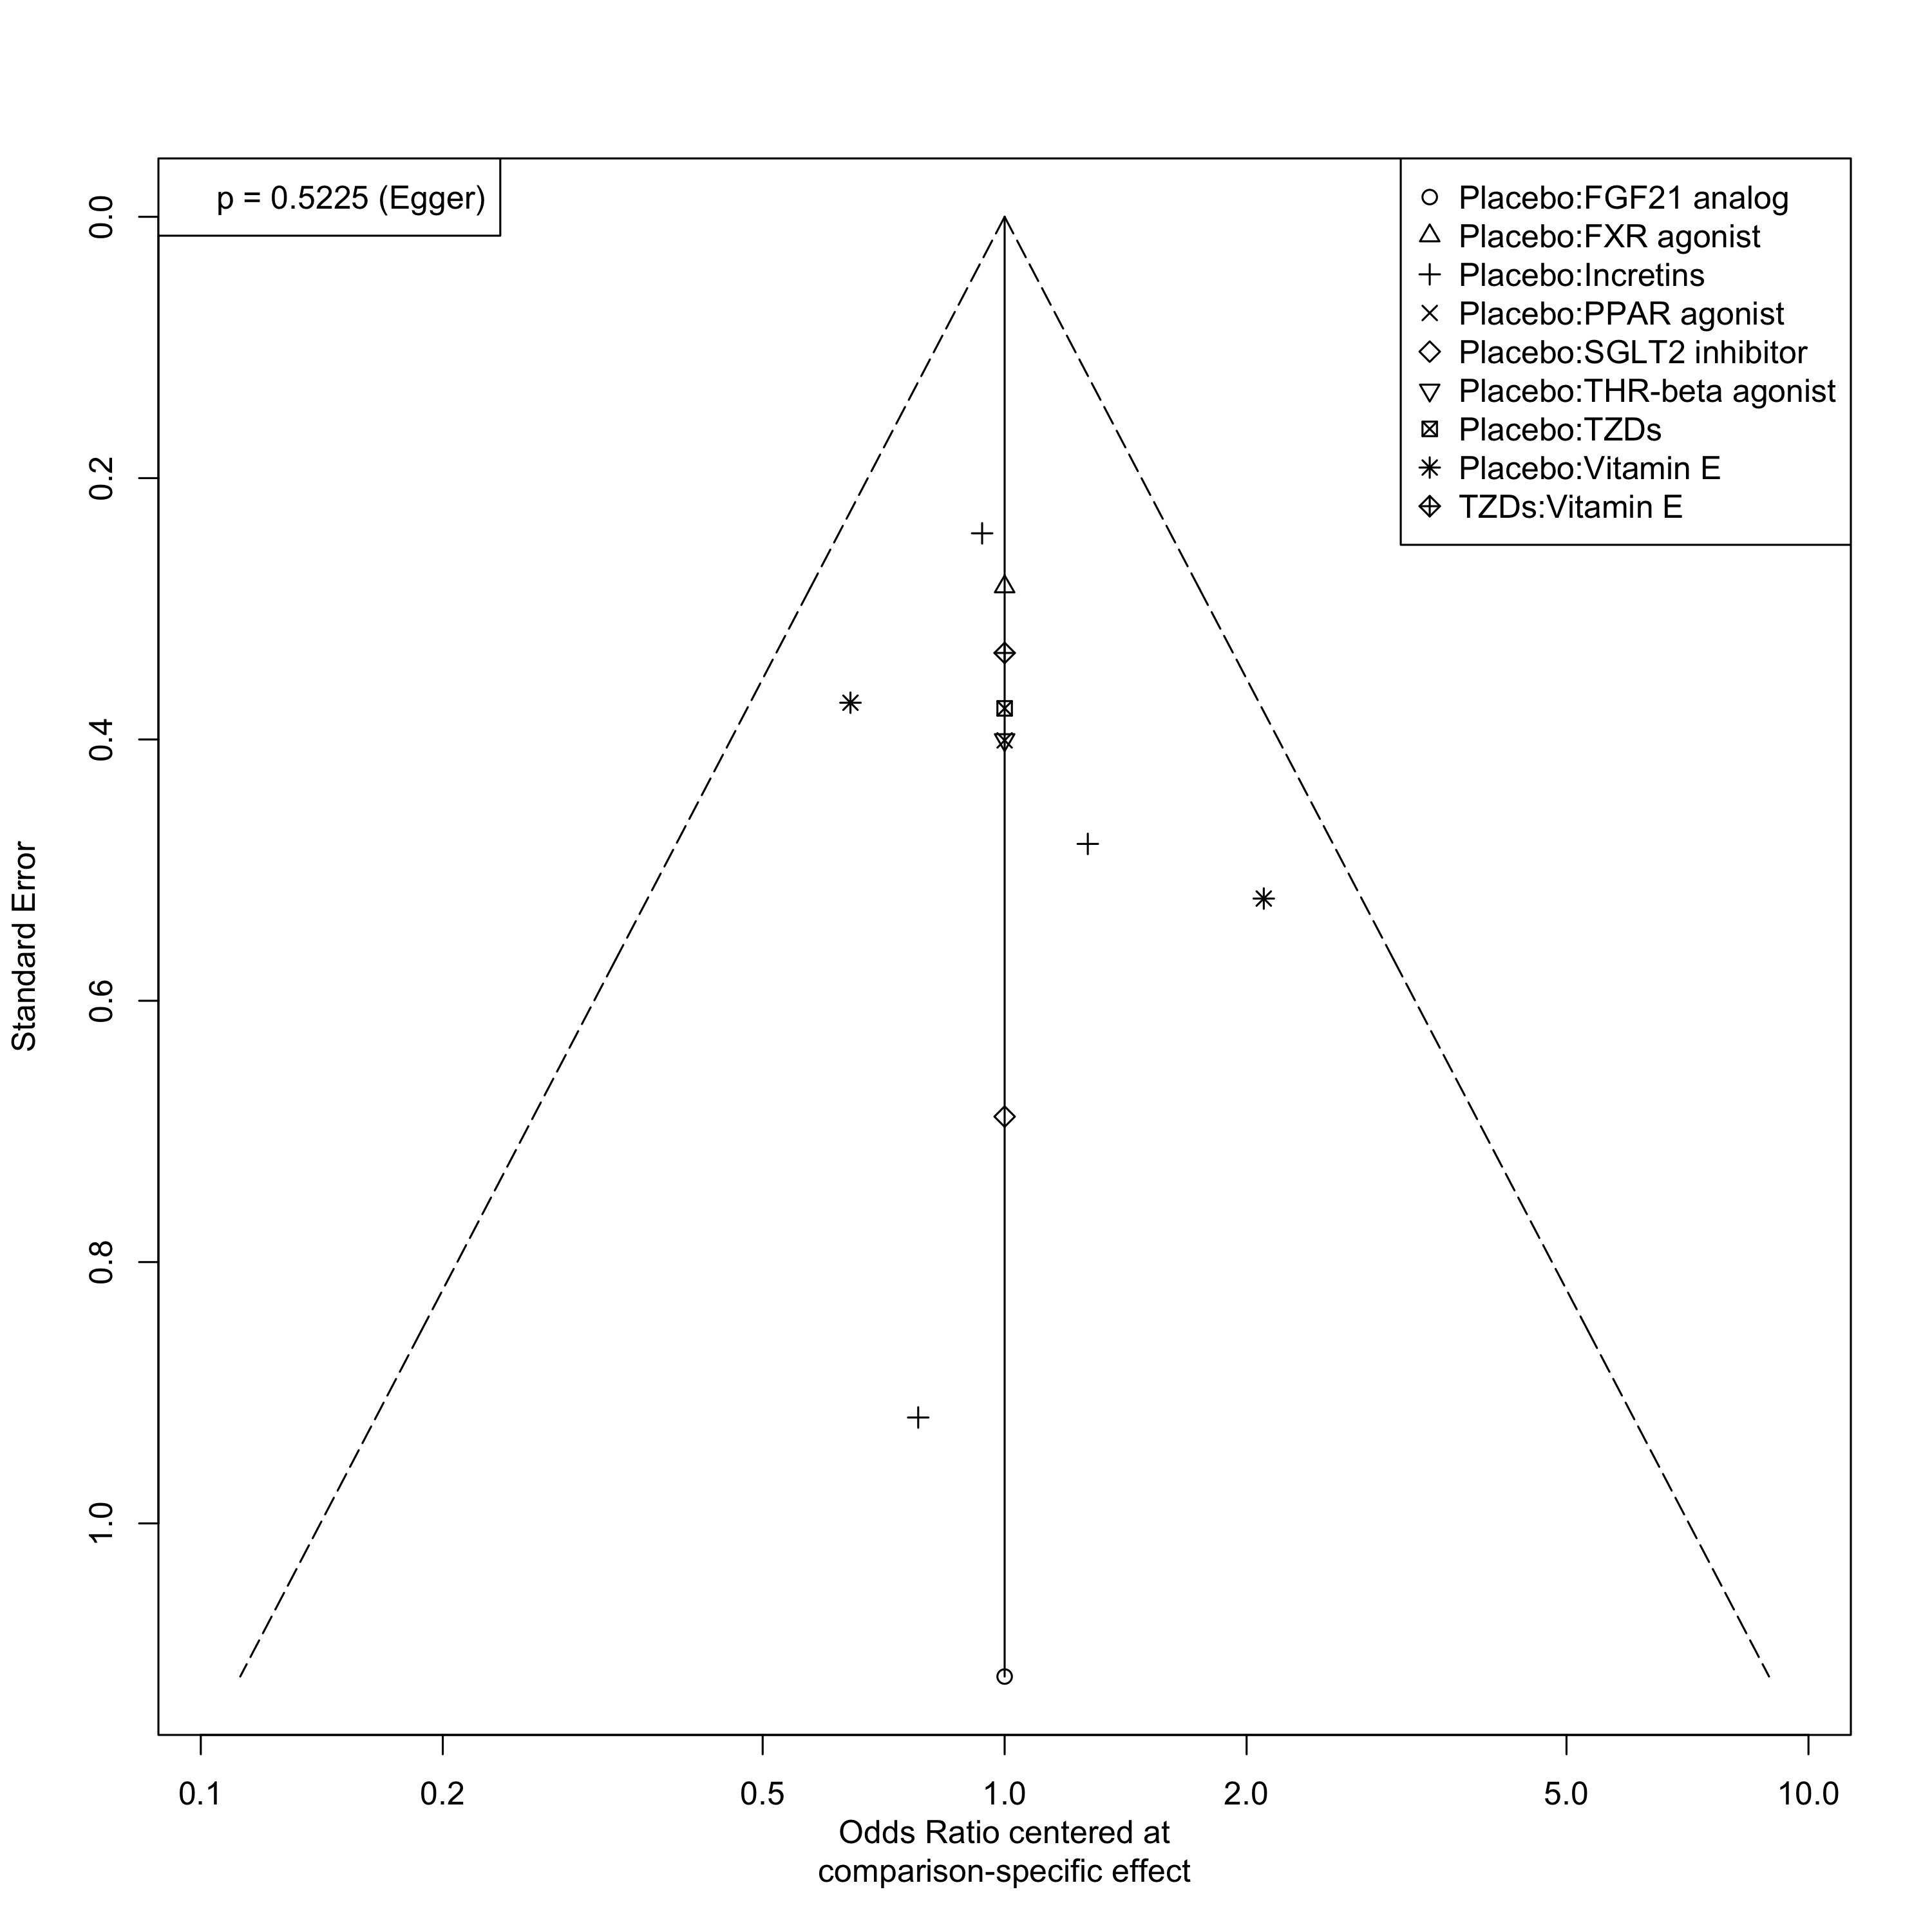 p = 0.5225 (Egger)
Placebo:FGF21 analog
Placebo:FXR agonist
Placebo:Incretins
Placebo:PPAR agonist
Placebo:SGLT2 inhibitor
Placebo:THR-beta agonist
Placebo:TZDs
Placebo:Vitamin E
TZDs:Vitamin E
Standard Error
0.0
0.2
0.4
0.6
0.8
1.0
0.1 0.2 0.5 1.0 2.0 5.0 10.0
Odds Ratio centered at
comparison-specific effect